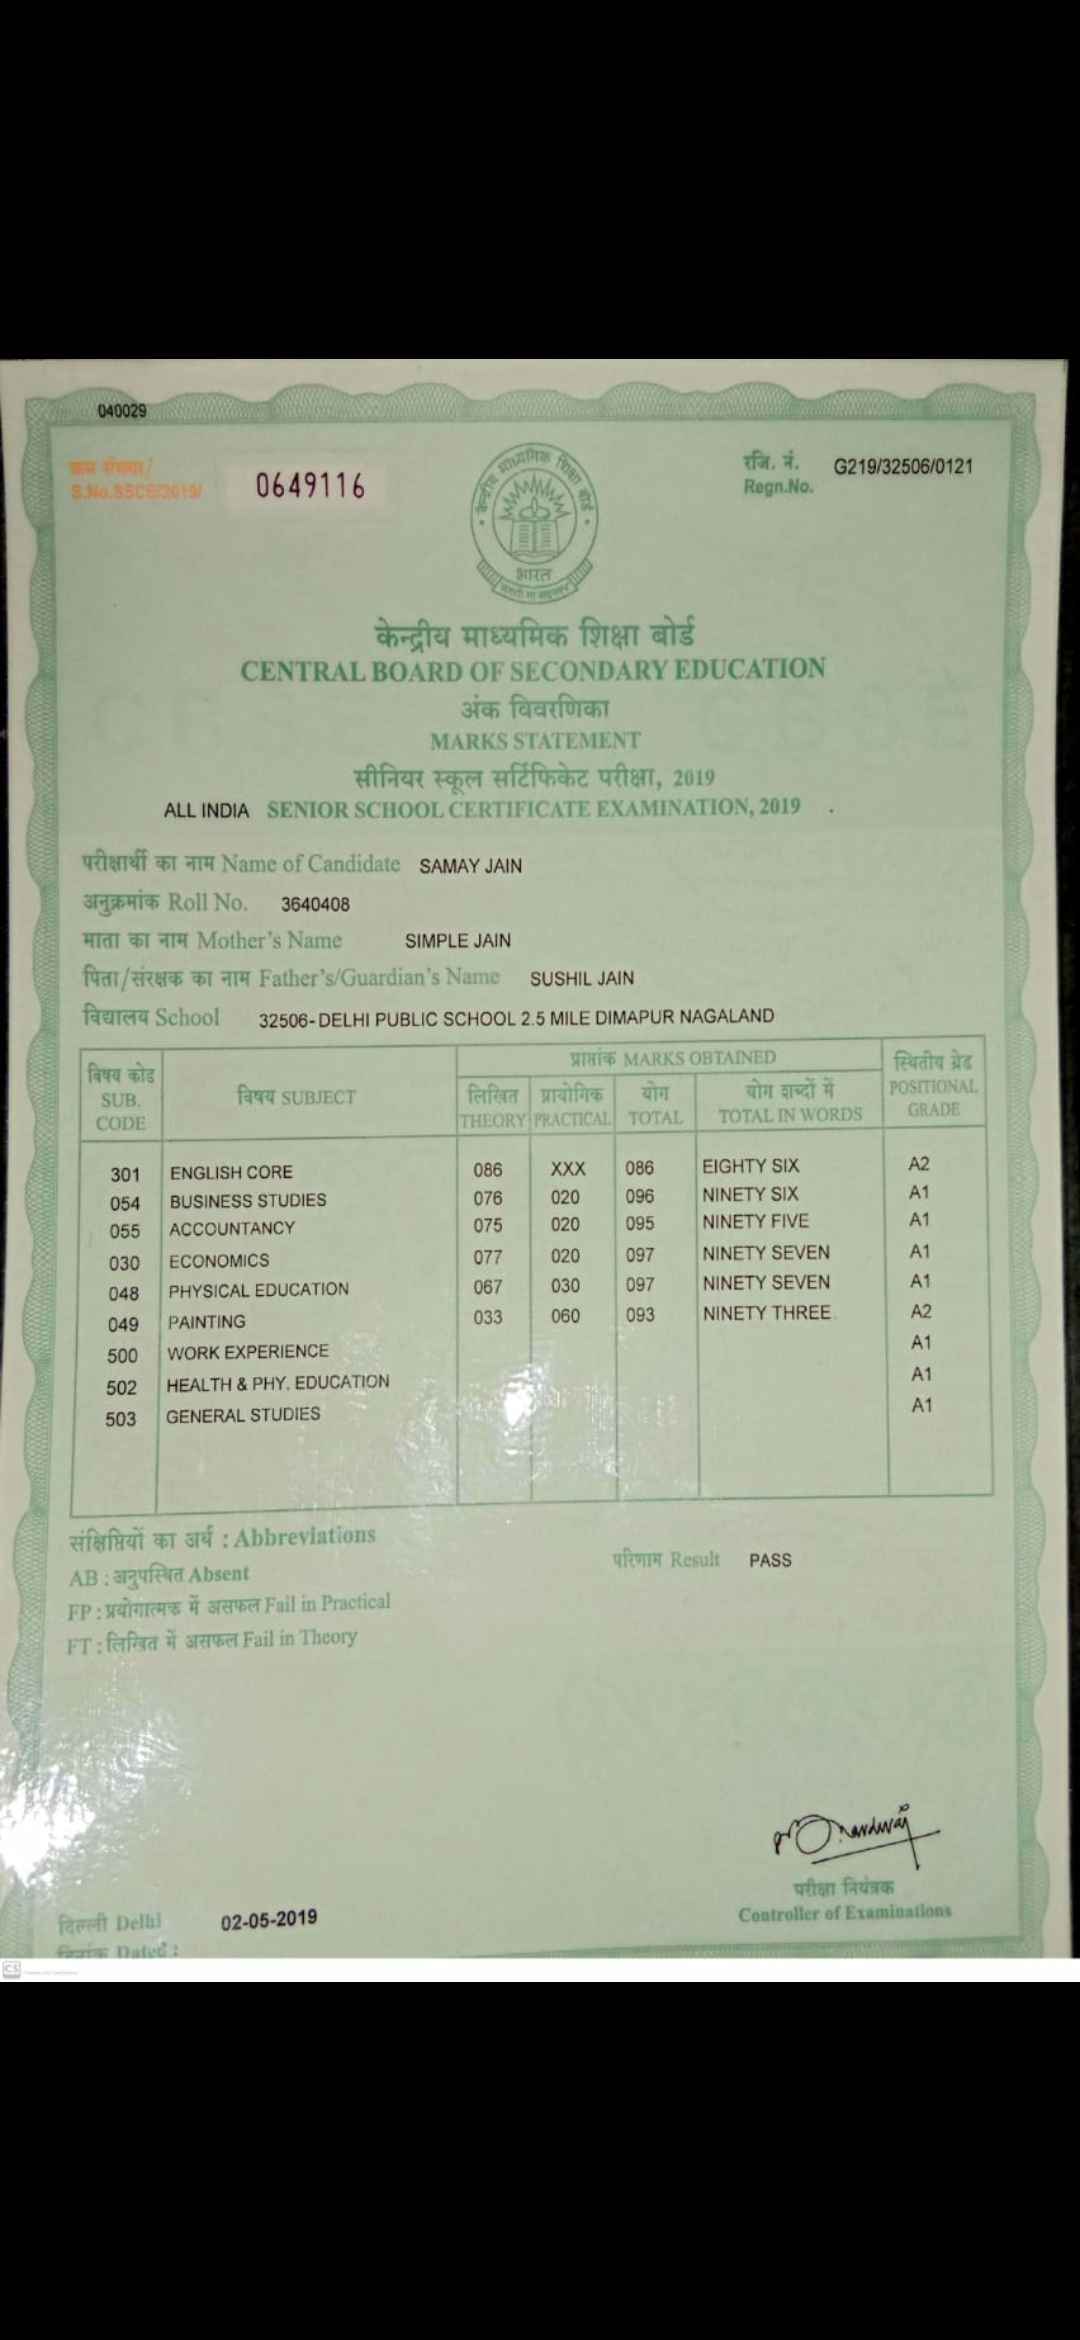 040029
क्रम संख्या/
S.No.SSCE/2019/
0649116
रजि. नं.
Regn.No.
G219/32506/0121
केन्द्रीय माध्यमिक शिक्षा बोर्ड
भारत
केन्द्रीय माध्यमिक शिक्षा बोर्ड
CENTRAL BOARD OF SECONDARY EDUCATION
अंक विवरणिका
MARKS STATEMENT
सीनियर स्कूल सर्टिफिकेट परीक्षा, 2019
ALL INDIA SENIOR SCHOOL CERTIFICATE EXAMINATION, 2019
परीक्षार्थी का नाम Name of Candidate SAMAY JAIN
अनुक्रमांक Roll No. 3640408
माता का नाम Mother's Name SIMPLE JAIN
पिता/संरक्षक का नाम Father's/Guardian's Name SUSHIL JAIN
विद्यालय School 32506-DELHI PUBLIC SCHOOL 2.5 MILE DIMAPUR NAGALAND
विषय कोड
SUB.
CODE
विषय SUBJECT
प्राप्तांक MARKS OBTAINED
लिखित
THEORY
प्रायोगिक
PRACTICAL
योग
TOTAL
योग शब्दों में
TOTAL IN WORDS
स्थितीय ग्रेड
POSITIONAL
GRADE
301 ENGLISH CORE 086 XXX 086 EIGHTY SIX A2
054 BUSINESS STUDIES 076 020 096 NINETY SIX A1
055 ACCOUNTANCY 075 020 095 NINETY FIVE A1
030 ECONOMICS 077 020 097 NINETY SEVEN A1
048 PHYSICAL EDUCATION 067 030 097 NINETY SEVEN A1
049 PAINTING 033 060 093 NINETY THREE A2
500 WORK EXPERIENCE A1
502 HEALTH & PHY. EDUCATION A1
503 GENERAL STUDIES A1
संक्षिप्तियों का अर्थ : Abbreviations
परिणाम Result PASS
AB : अनुपस्थित Absent
FP : प्रयोगात्मक में असफल Fail in Practical
FT : लिखित में असफल Fail in Theory
परीक्षा नियंत्रक
Controller of Examinations
दिल्ली Delhi
02-05-2019
दिनांक Dated :
CS